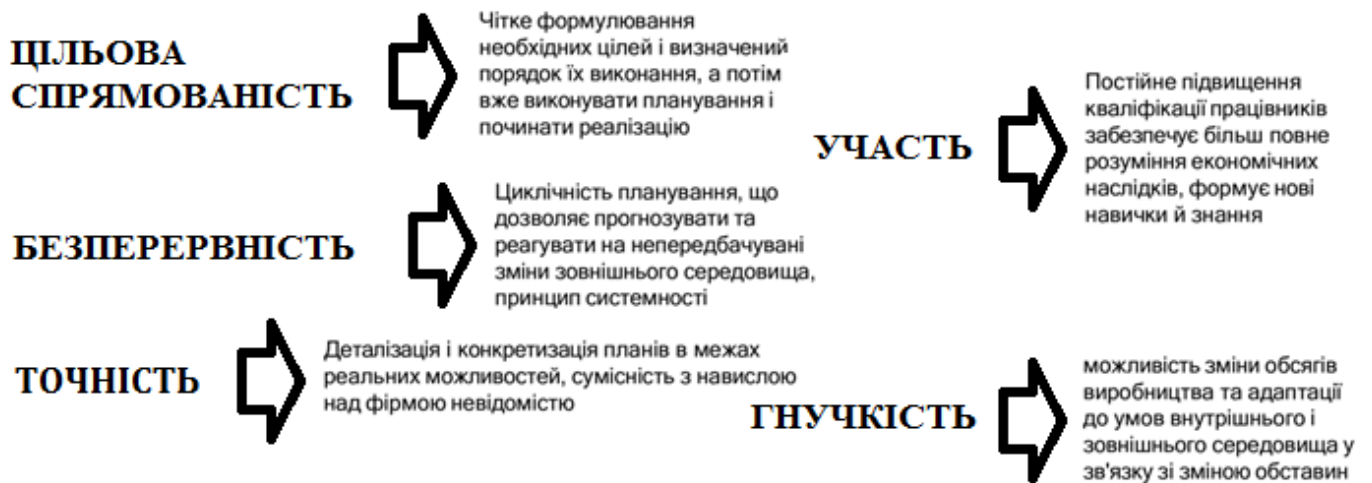 ЦІЛЬОВА
СПРЯМОВАНІСТЬ
Чітке формулювання
необхідних цілей і визначений
порядок їх виконання, а потім
вже виконувати планування і
починати реалізацію
БЕЗПЕРЕРВНІСТЬ
Циклічність планування, що
дозволяє прогнозувати та
реагувати на непередбачувані
зміни зовнішнього середовища,
принцип системності
ТОЧНІСТЬ
Деталізація і конкретизація планів в межах
реальних можливостей, сумісність з нависло​ю
над фірмою невідомістю
УЧАСТЬ
Постійне підвищення
кваліфікації працівників
забезпечує більш повне
розуміння економічних
наслідків, формує нові
навички й знання
ГНУЧКІСТЬ
можливість зміни обсягів
виробництва та адаптації
до умов внутрішнього і
зовнішнього середовища у
зв'язку зі зміною обставин